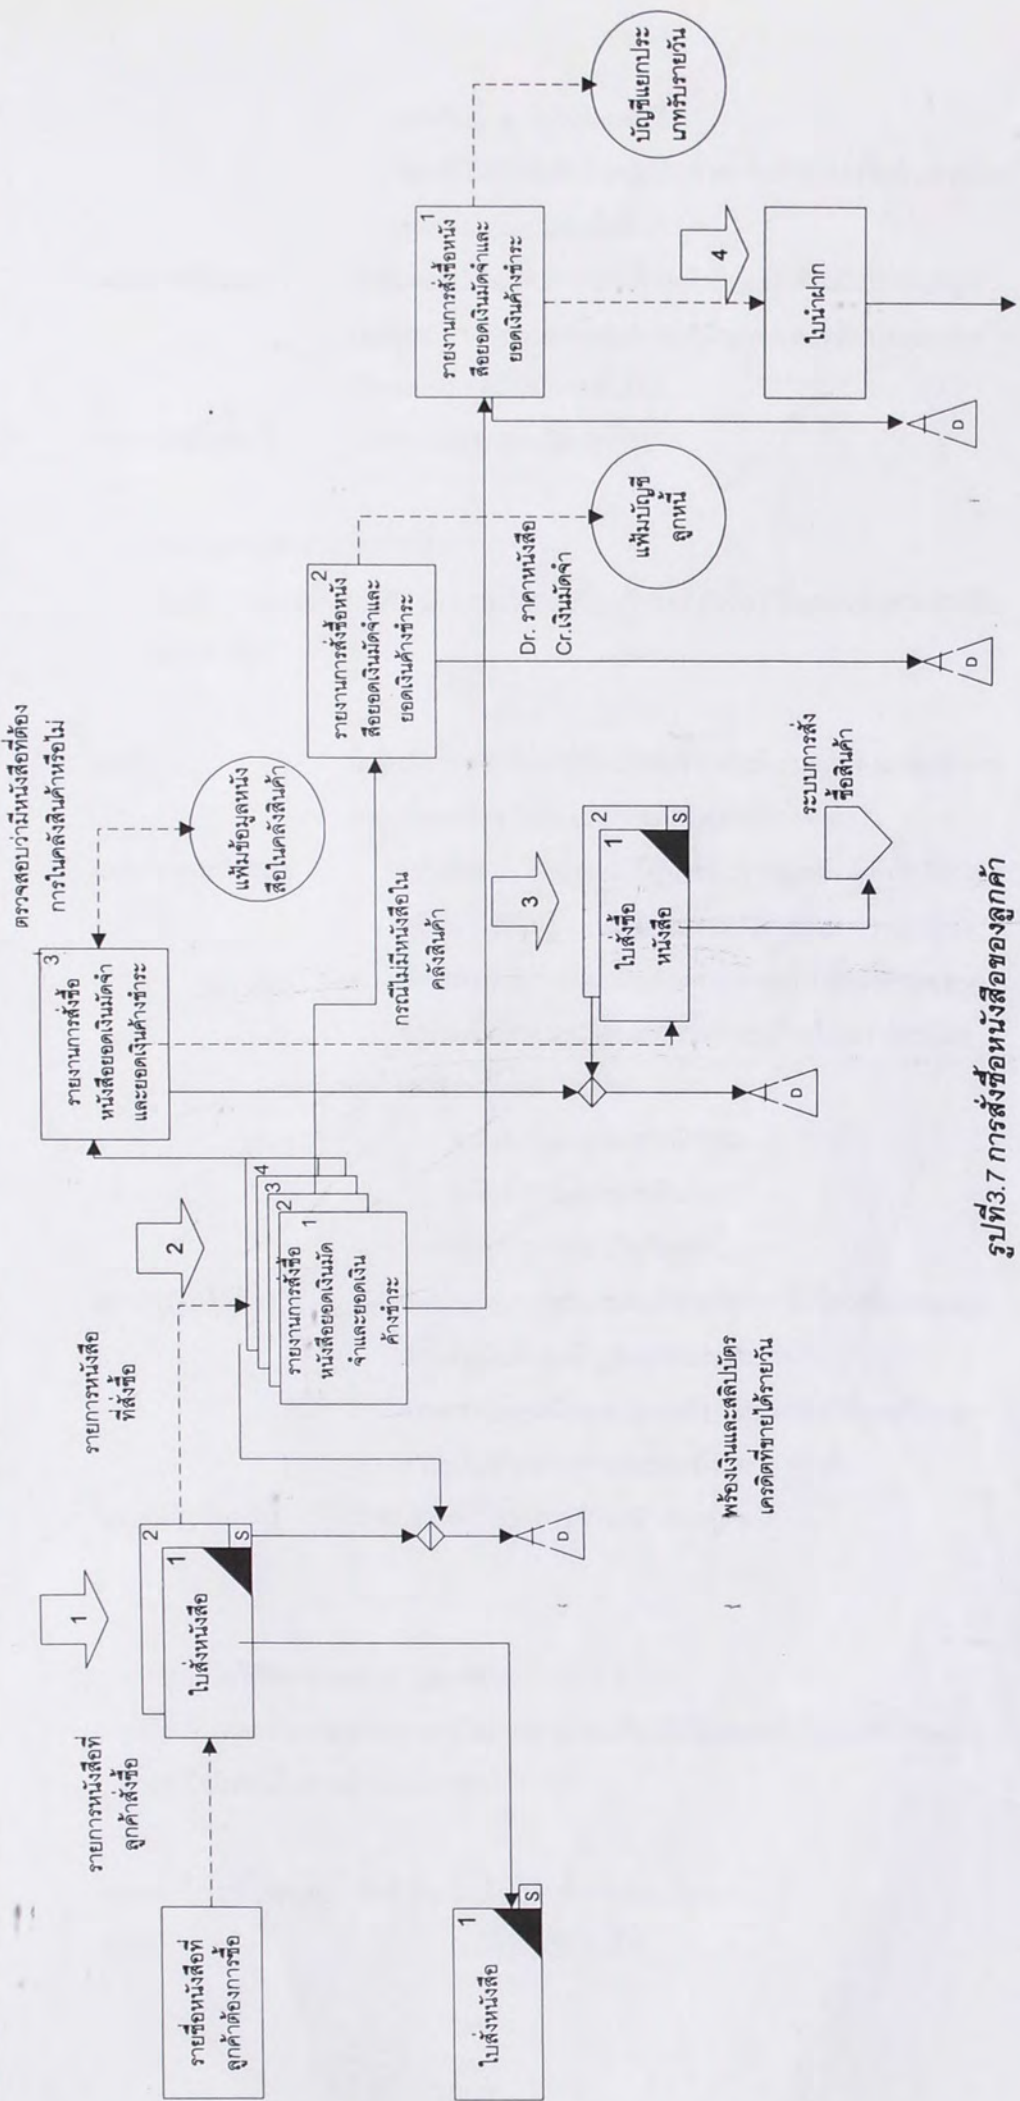 รายชื่อหนังสือที่
ลูกค้าต้องการซื้อ
รายการหนังสือที่
ลูกค้าสั่งซื้อ
1
2
1
ใบสั่งหนังสือ
S
1
ใบสั่งหนังสือ
S
D
รายการหนังสือ
ที่สั่งซื้อ
2
4
3
2
1
รายงานการสั่งซื้อ
หนังสือยอดเงินมัด
จำและยอดเงิน
ค้างชำระ
พร้องเงินและสลิปบัตร
เครดิตที่ขายได้รายวัน
3
รายงานการสั่งซื้อ
หนังสือยอดเงินมัดจำ
และยอดเงินค้างชำระ
ตรวจสอบว่ามีหนังสือที่ต้อง
การในคลังสินค้าหรือไม่
แฟ้มข้อมูลหนัง
สือในคลังสินค้า
กรณีไม่มีหนังสือใน
คลังสินค้า
3
2
1
ใบสั่งซื้อ
หนังสือ
S
D
ระบบการสั่ง
ซื้อสินค้า
2
รายงานการสั่งซื้อหนัง
สือยอดเงินมัดจำและ
ยอดเงินค้างชำระ
Dr. ราคาหนังสือ
Cr.เงินมัดจำ
แฟ้มบัญชี
ลูกหนี้
D
1
รายงานการสั่งซื้อหนัง
สือยอดเงินมัดจำและ
ยอดเงินค้างชำระ
บัญชีแยกประ
เภทรับรายวัน
4
ใบนำฝาก
D
รูปที่3.7 การสั่งซื้อหนังสือของลูกค้า